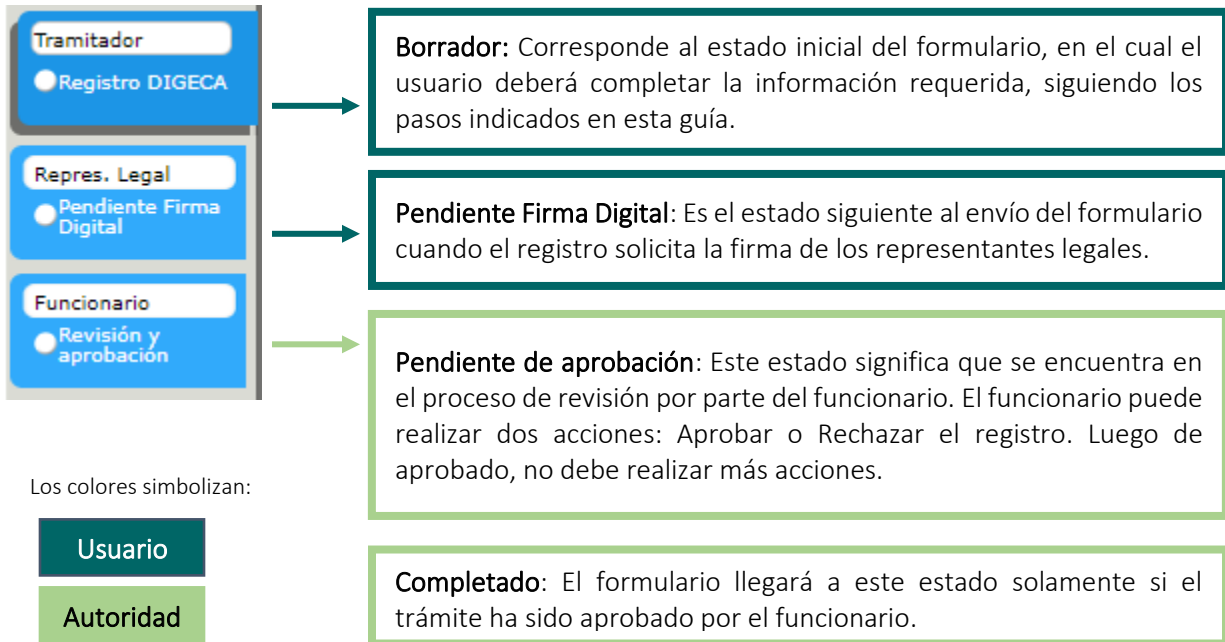 Tramitador
Registro DIGECA
Repres. Legal
Pendiente Firma
Digital
Funcionario
Revisión y
aprobación
Los colores simbolizan:
Usuario
Autoridad
Borrador: Corresponde al estado inicial del formulario, en el cual el
usuario deberá completar la información requerida, siguiendo los
pasos indicados en esta guía.
Pendiente Firma Digital: Es el estado siguiente al envío del formulario
cuando el registro solicita la firma de los representantes legales.
Pendiente de aprobación: Este estado significa que se encuentra en
el proceso de revisión por parte del funcionario. El funcionario puede
realizar dos acciones: Aprobar o Rechazar el registro. Luego de
aprobado, no debe realizar más acciones.
Completado: El formulario llegará a este estado solamente si el
trámite ha sido aprobado por el funcionario.